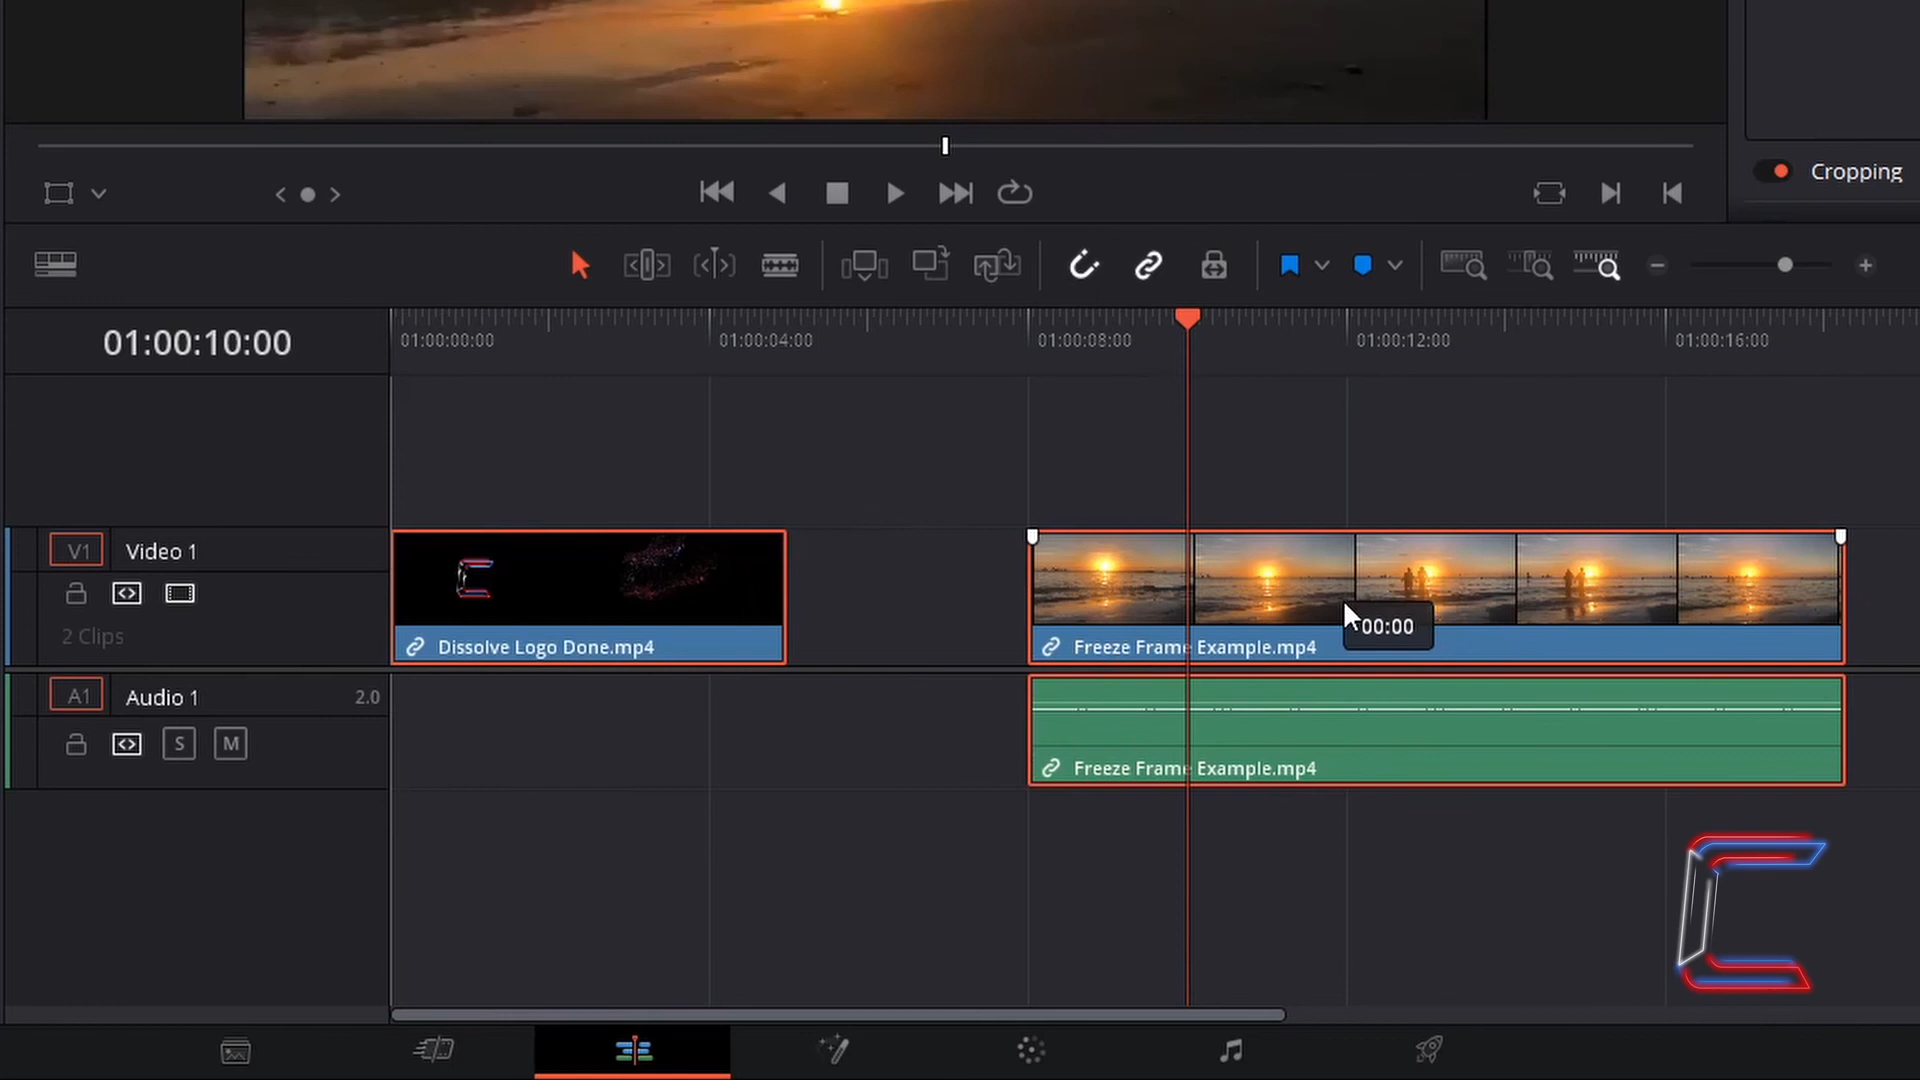 Cropping
01:00:10:00
01:00:00:00
01:00:04:00
01:00:08:00
01:00:12:00
01:00:16:00
V1
Video 1
2 Clips
Dissolve Logo Done.mp4
Freeze Frame Example.mp4
00:00
A1
Audio 1
2.0
S
M
Freeze Frame Example.mp4